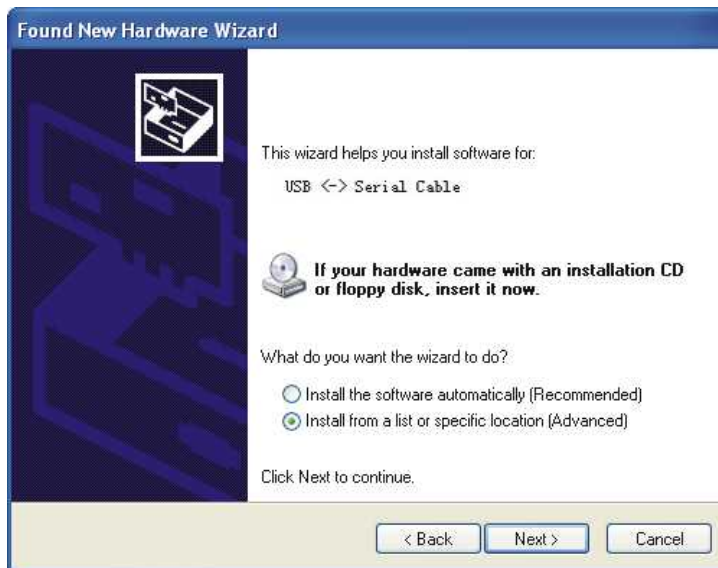 Found New Hardware Wizard
This wizard helps you install software for:
USB <-> Serial Cable
If your hardware came with an installation CD
or floppy disk, insert it now.
What do you want the wizard to do?
Install the software automatically (Recommended)
Install from a list or specific location (Advanced)
Click Next to continue.
< Back
Next >
Cancel